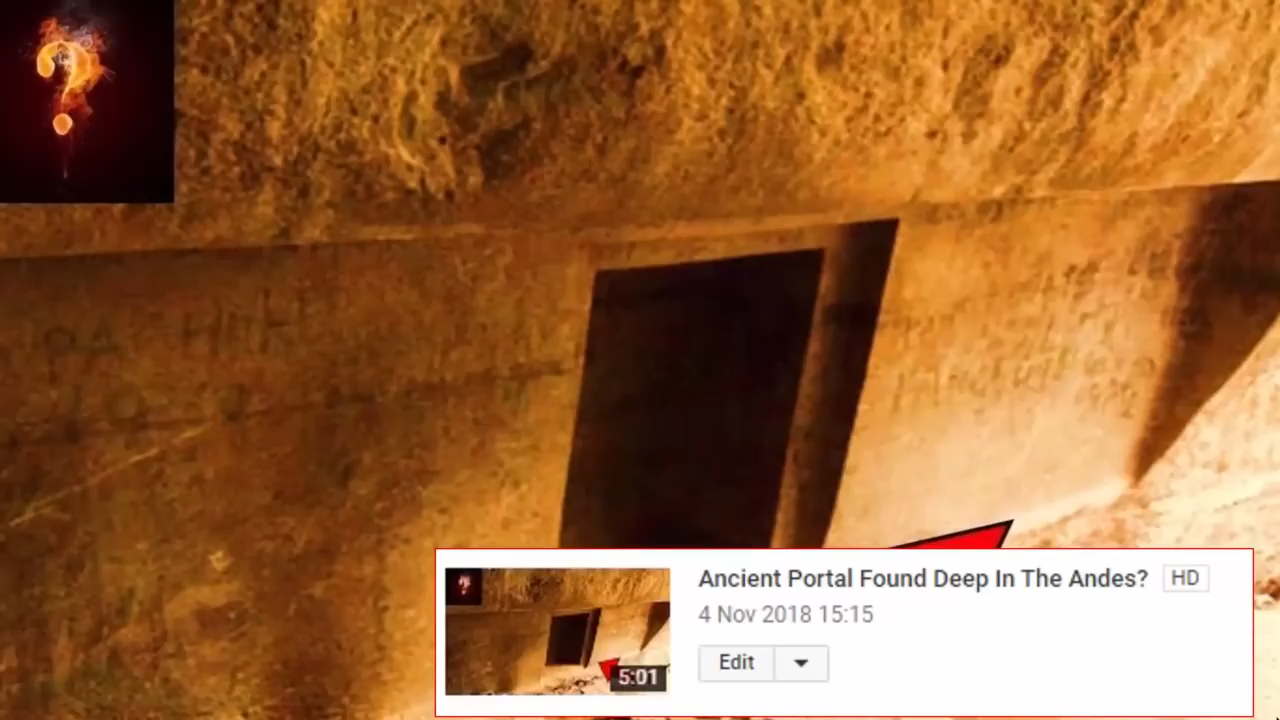 ?
Ancient Portal Found Deep In The Andes? HD
4 Nov 2018 15:15
5:01
Edit